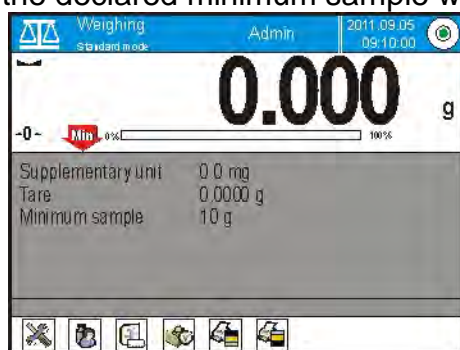 the declared minimum sample w
Weighing Admin 2011.09.05
Standard mode 09:10:00
0.000 g
-0- Min 0% 100%
Supplementary unit 0.0 mg
Tare 0.0000 g
Minimum sample 10 g